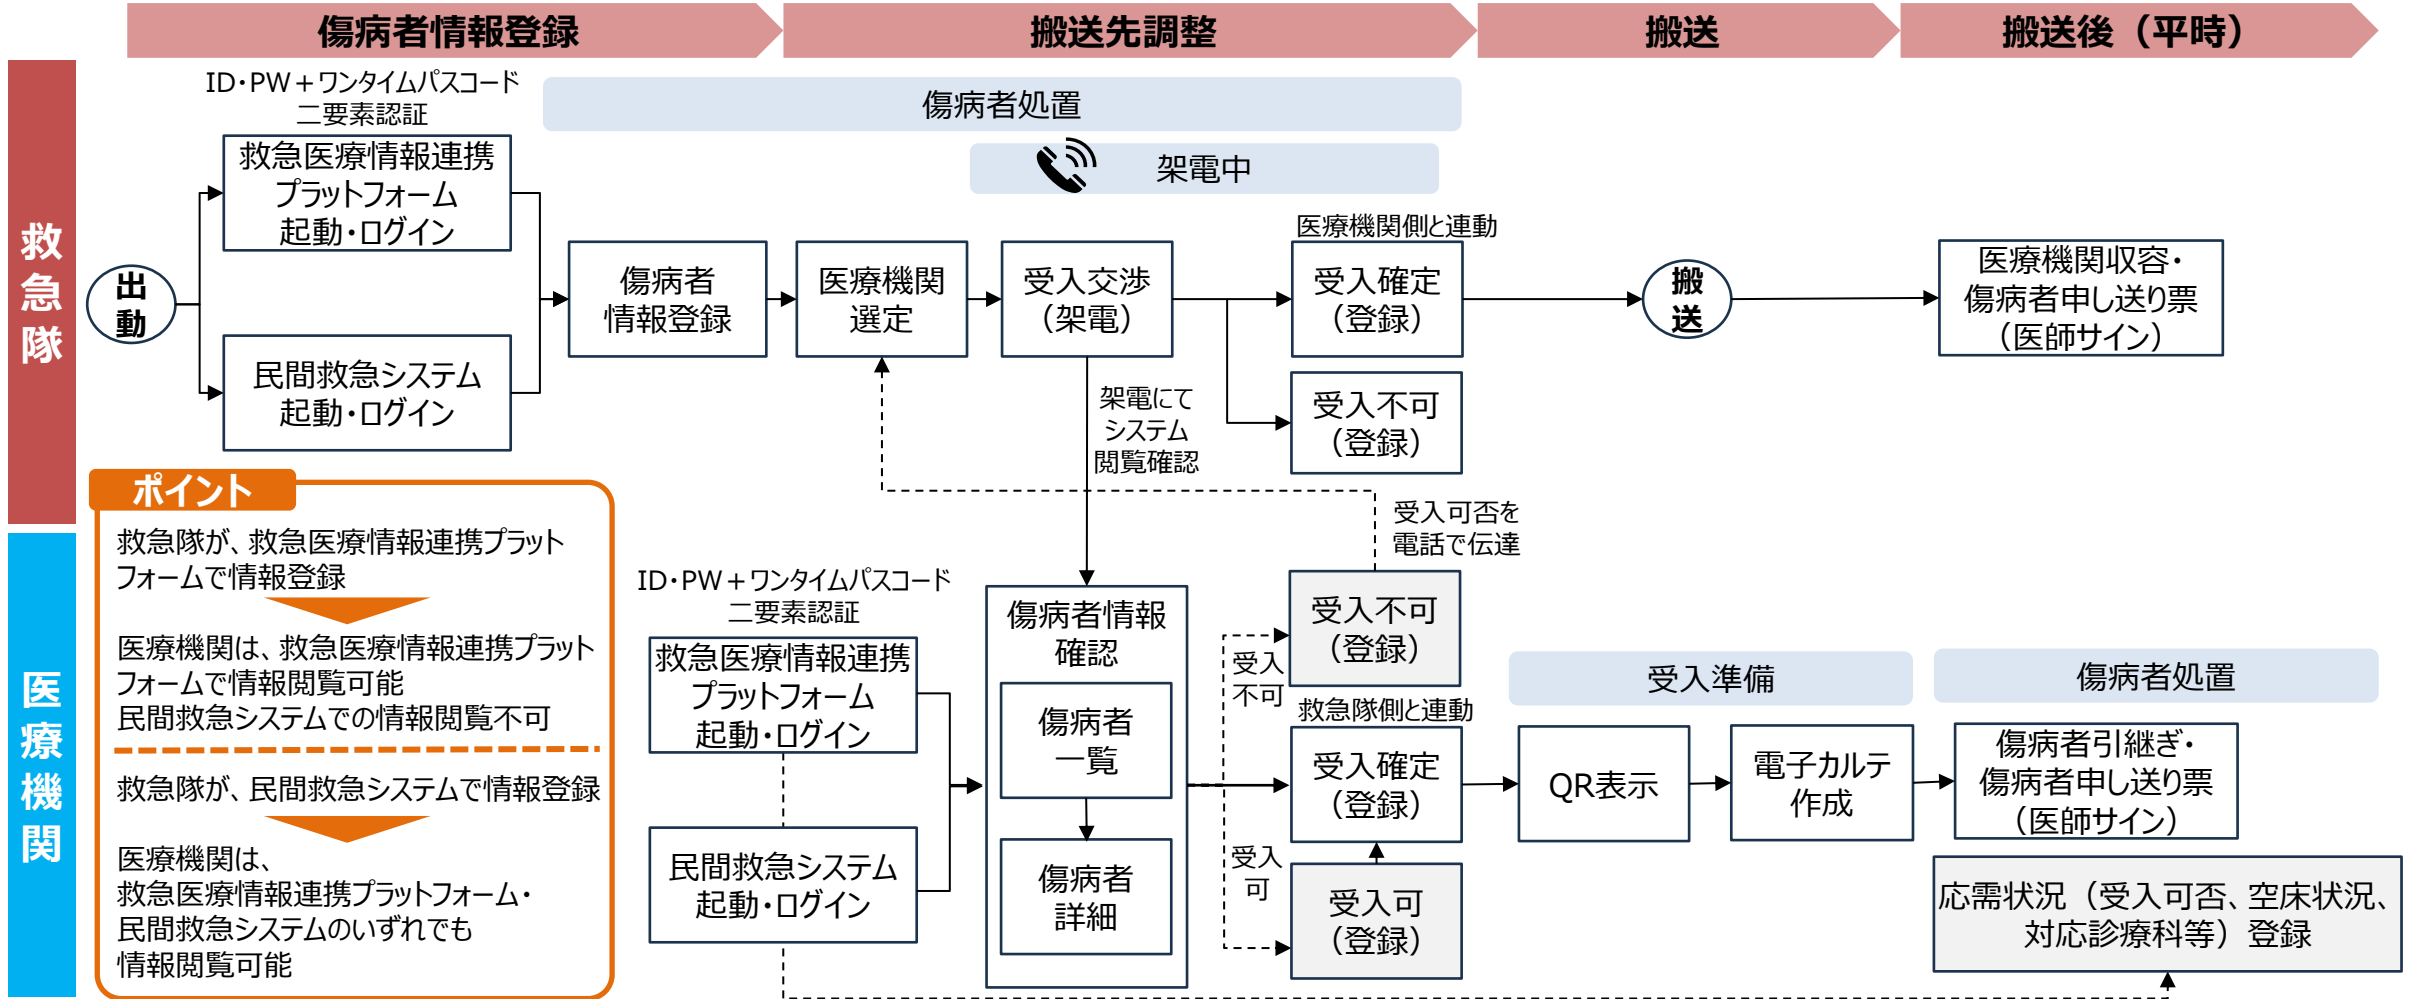 傷病者情報登録
搬送先調整
搬送
搬送後（平時）
救急隊
ID・PW＋ワンタイムパスコード
二要素認証
傷病者処置
架電中
出動
救急医療情報連携
プラットフォーム
起動・ログイン
民間救急システム
起動・ログイン
傷病者
情報登録
医療機関
選定
受入交渉
（架電）
医療機関側と連動
受入確定
（登録）
受入不可
（登録）
搬送
医療機関収容・
傷病者申し送り票
（医師サイン）
架電にて
システム
閲覧確認
受入可否を
電話で伝達
ポイント
救急隊が、救急医療情報連携プラット
フォームで情報登録
医療機関は、救急医療情報連携プラット
フォームで情報閲覧可能
民間救急システムでの情報閲覧不可
救急隊が、民間救急システムで情報登録
医療機関は、
救急医療情報連携プラットフォーム・
民間救急システムのいずれでも
情報閲覧可能
医療機関
ID・PW＋ワンタイムパスコード
二要素認証
救急医療情報連携
プラットフォーム
起動・ログイン
民間救急システム
起動・ログイン
傷病者情報
確認
傷病者
一覧
傷病者
詳細
受入
不可
受入
可
受入不可
（登録）
救急隊側と連動
受入確定
（登録）
受入可
（登録）
受入準備
QR表示
電子カルテ
作成
傷病者処置
傷病者引継ぎ・
傷病者申し送り票
（医師サイン）
応需状況（受入可否、空床状況、
対応診療科等）登録